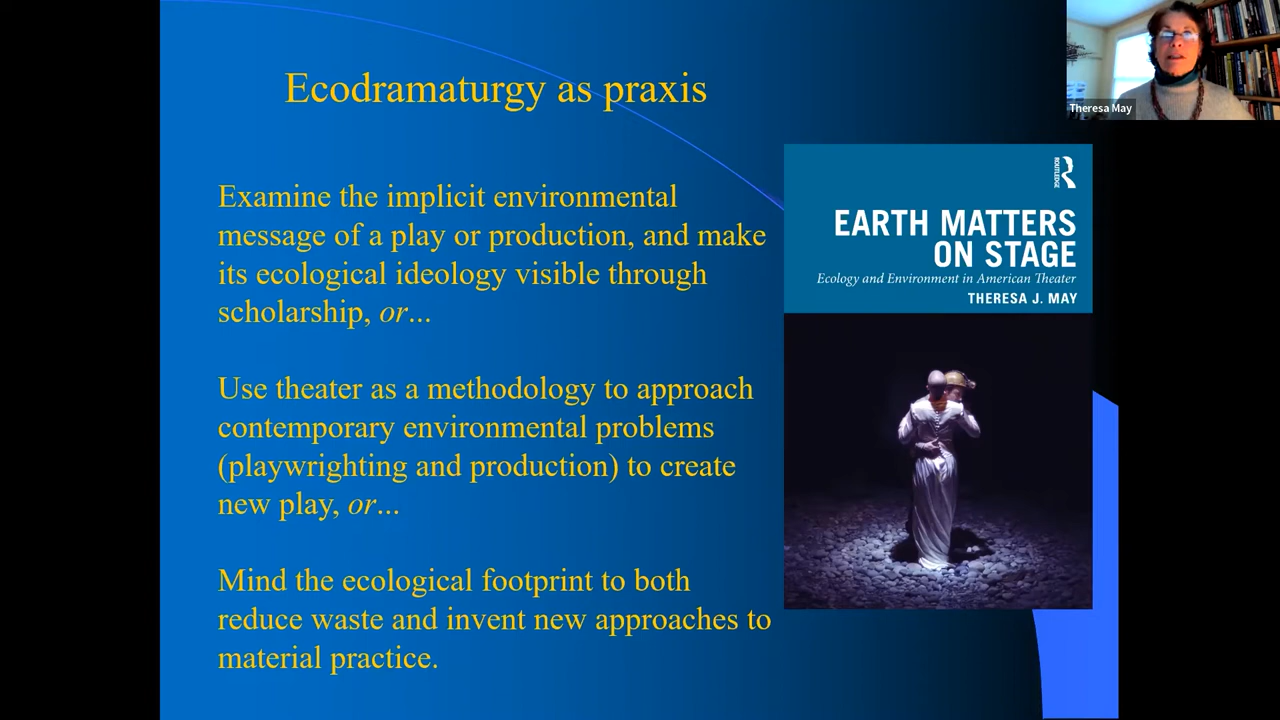 Ecodramaturgy as praxis
Examine the implicit environmental
message of a play or production, and make
its ecological ideology visible through
scholarship, or...
Use theater as a methodology to approach
contemporary environmental problems
(playwrighting and production) to create
new play, or...
Mind the ecological footprint to both
reduce waste and invent new approaches to
material practice.
Theresa May
ROUTLEDGE
EARTH MATTERS
ON STAGE
Ecology and Environment in American Theater
THERESA J. MAY